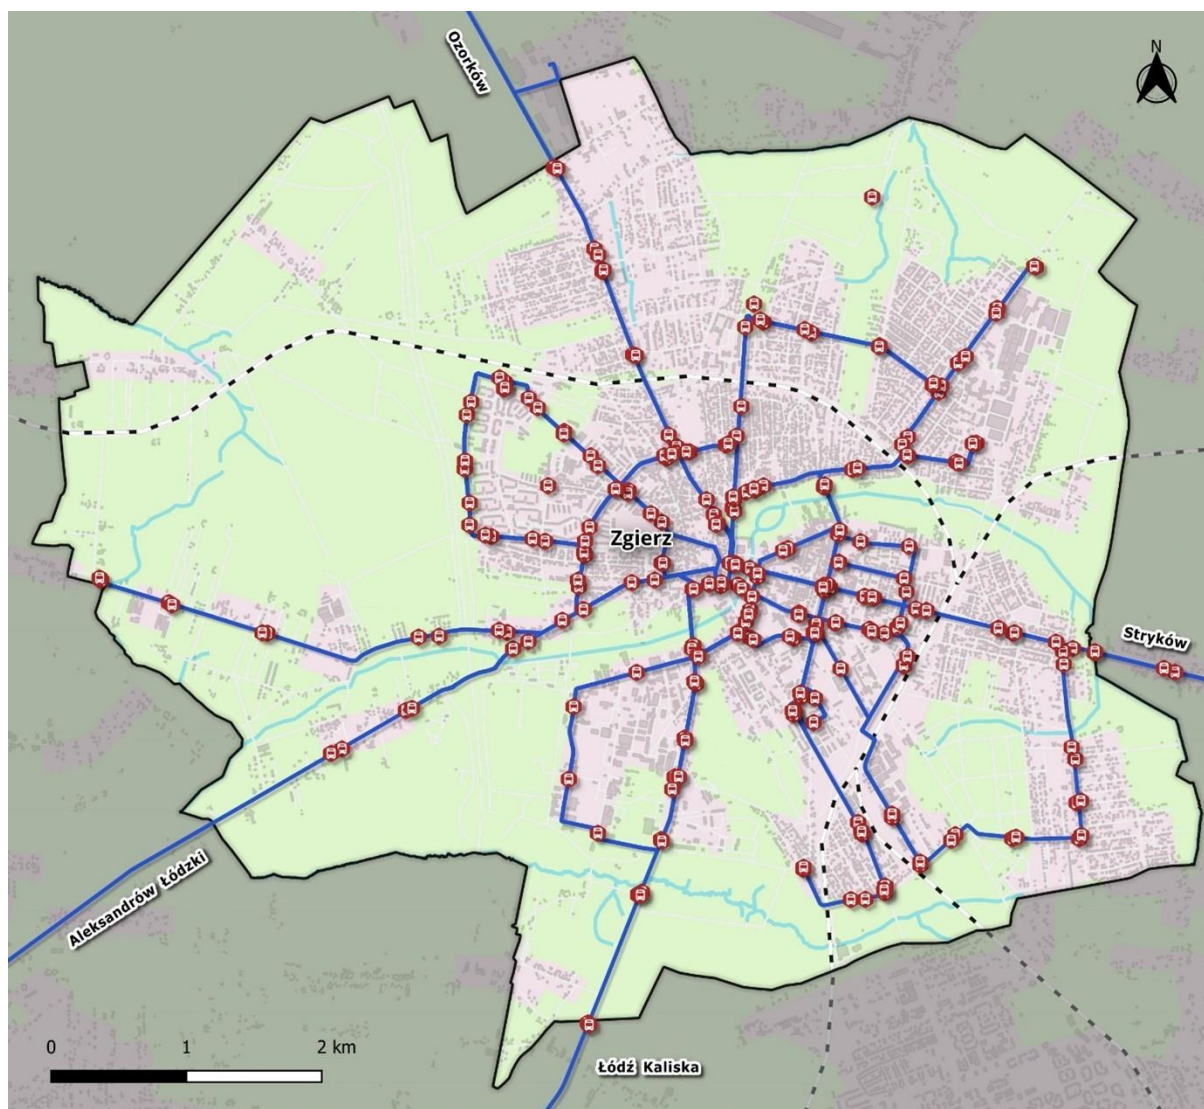 Ozorków
N
Zgierz
Stryków
Aleksandrów Łódzki
0 1 2 km
Łódź Kaliska